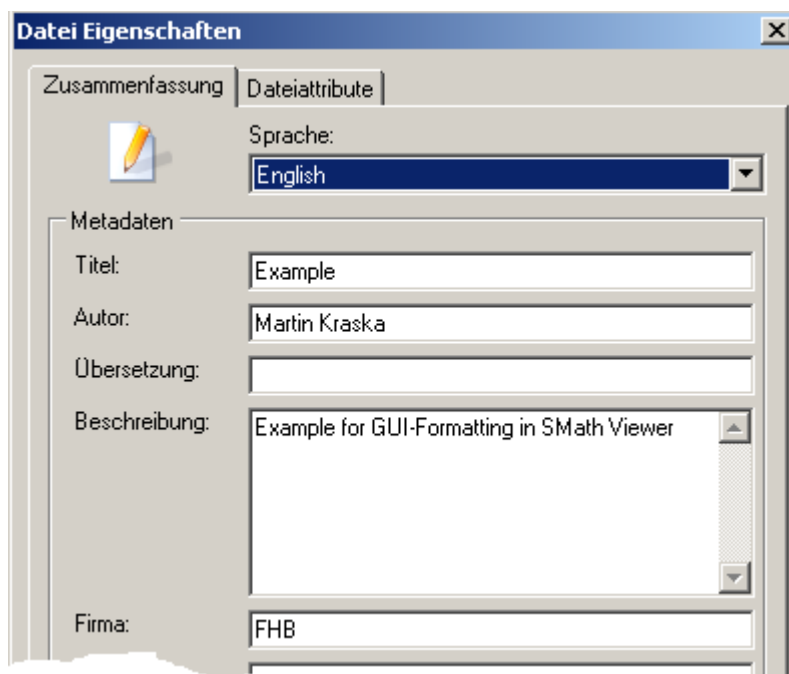 Datei Eigenschaften
Zusammenfassung Dateiattribute
Sprache:
English
Metadaten
Titel: Example
Autor: Martin Kraska
Übersetzung:
Beschreibung: Example for GUI-Formatting in SMath Viewer
Firma: FHB